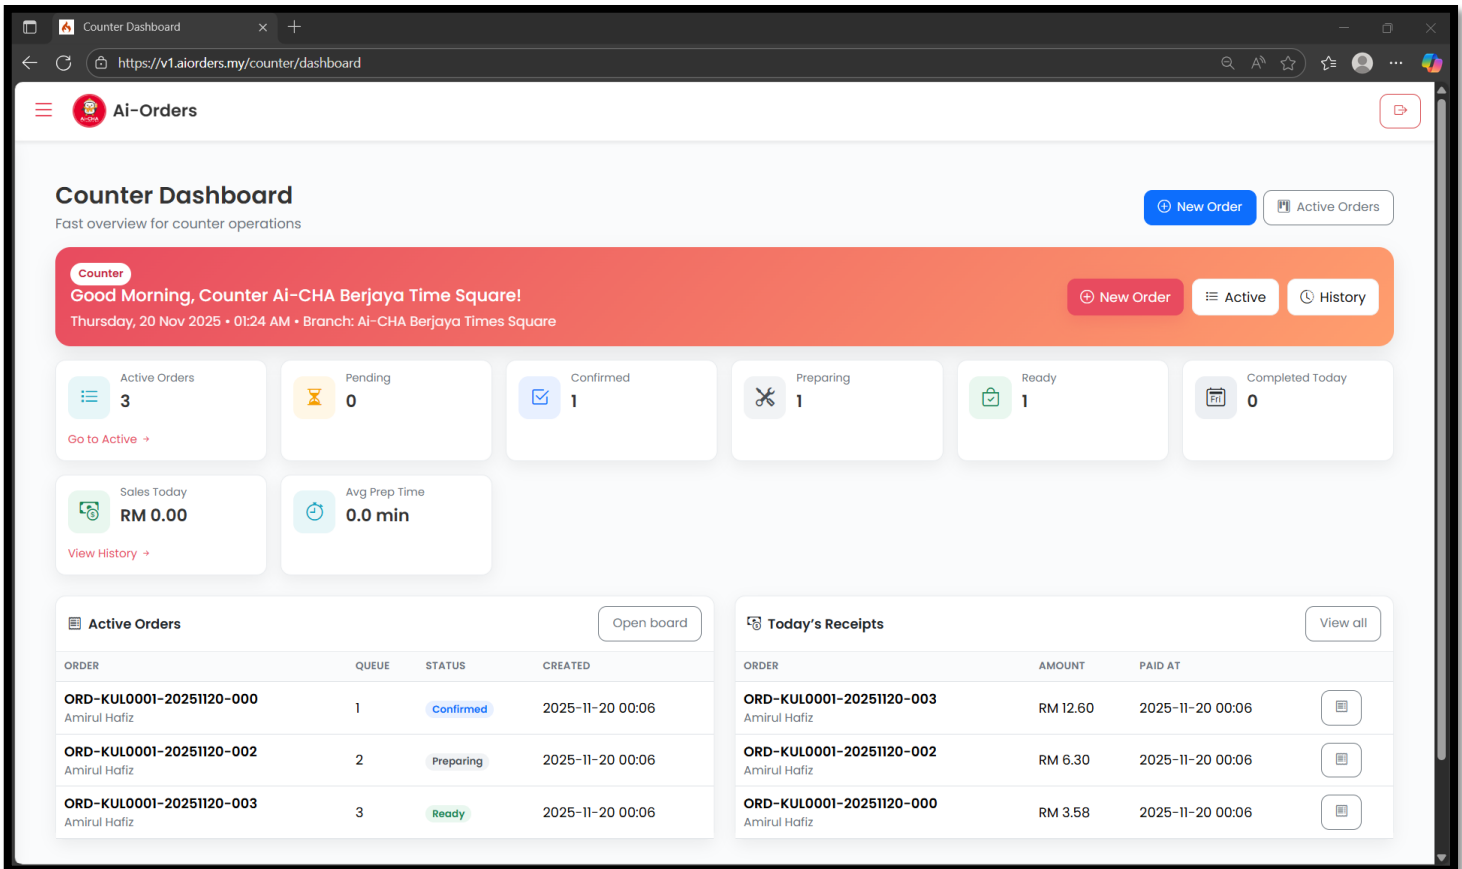 Counter Dashboard
https://v1.aiorders.my/counter/dashboard
Ai-CHA
Ai-Orders
Counter Dashboard
Fast overview for counter operations
New Order
Active Orders
Counter
Good Morning, Counter Ai-CHA Berjaya Time Square!
Thursday, 20 Nov 2025 • 01:24 AM • Branch: Ai-CHA Berjaya Times Square
New Order
Active
History
Active Orders
3
Go to Active →
Pending
0
Confirmed
1
Preparing
1
Ready
1
Fri
Completed Today
0
Sales Today
RM 0.00
View History →
Avg Prep Time
0.0 min
Active Orders
Open board
ORDER QUEUE STATUS CREATED
ORD-KUL0001-20251120-000
Amirul Hafiz
1 Confirmed 2025-11-20 00:06
ORD-KUL0001-20251120-002
Amirul Hafiz
2 Preparing 2025-11-20 00:06
ORD-KUL0001-20251120-003
Amirul Hafiz
3 Ready 2025-11-20 00:06
Today's Receipts
View all
ORDER AMOUNT PAID AT
ORD-KUL0001-20251120-003
Amirul Hafiz
RM 12.60 2025-11-20 00:06
ORD-KUL0001-20251120-002
Amirul Hafiz
RM 6.30 2025-11-20 00:06
ORD-KUL0001-20251120-000
Amirul Hafiz
RM 3.58 2025-11-20 00:06